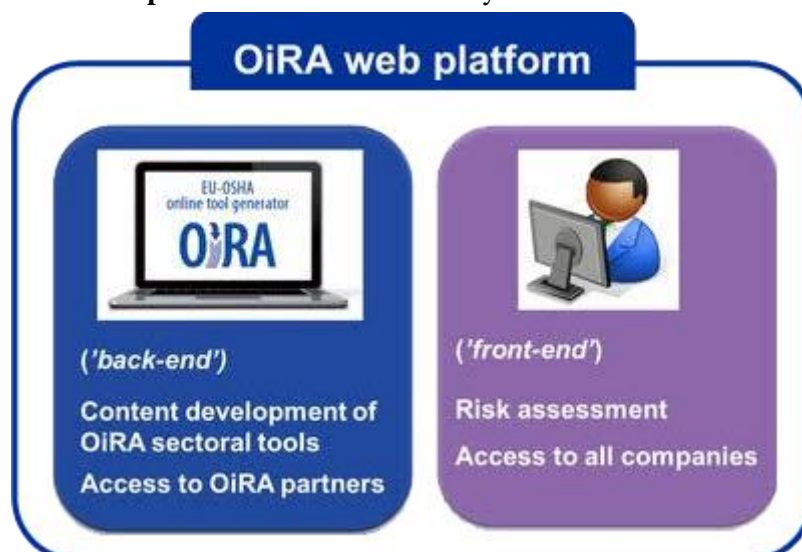 OiRA web platform
EU-OSHA
online tool generator
OiRA
('back-end')
Content development of
OiRA sectoral tools
Access to OiRA partners
('front-end')
Risk assessment
Access to all companies